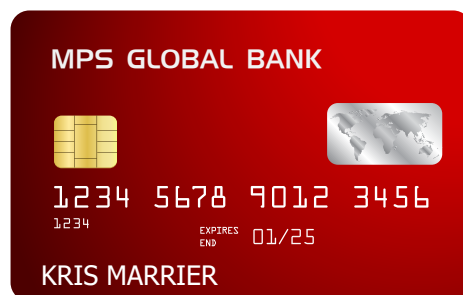 MPS GLOBAL BANK
1234 5678 9012 3456
1234
EXPIRES
END 01/25
KRIS MARRIER